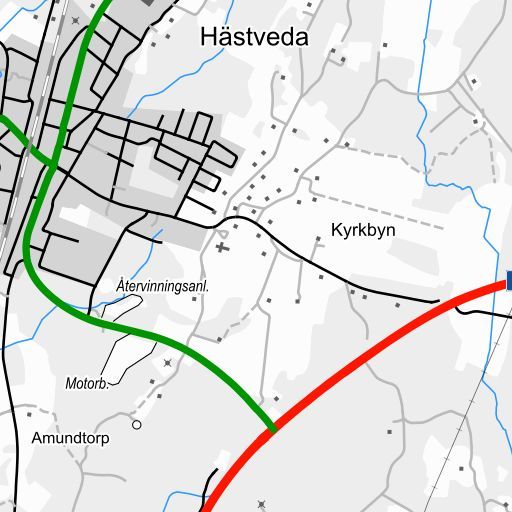 Hästveda
Kyrkbyn
Återvinningsanl.
Motorb.
Amundtorp